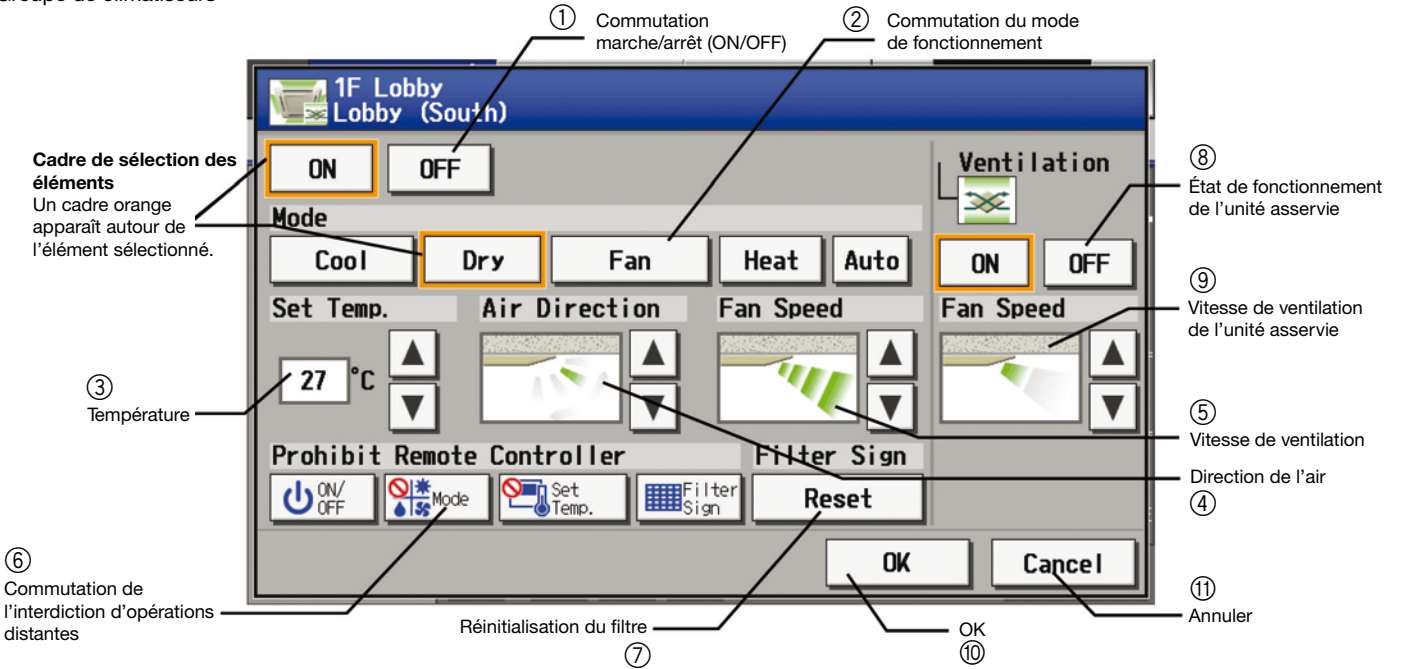 ①
Commutation
marche/arrêt (ON/OFF)
②
Commutation du mode
de fonctionnement
1F Lobby
Lobby (South)
Cadre de sélection des
éléments
Un cadre orange
apparaît autour de
l'élément sélectionné.
ON
OFF
Ventilation
⑧
État de fonctionnement
de l'unité asservie
Mode
Cool
Dry
Fan
Heat
Auto
ON
OFF
⑨
Vitesse de ventilation
de l'unité asservie
Set Temp.
Air Direction
Fan Speed
Fan Speed
③
Température
27 °C
⑤
Vitesse de ventilation
Direction de l'air
④
Prohibit Remote Controller
Filter Sign
ON/
OFF
Mode
Set
Temp.
Filter
Sign
Reset
⑥
Commutation de
l'interdiction d'opérations
distantes
OK
Cancel
⑪
Annuler
Réinitialisation du filtre
⑦
OK
⑩